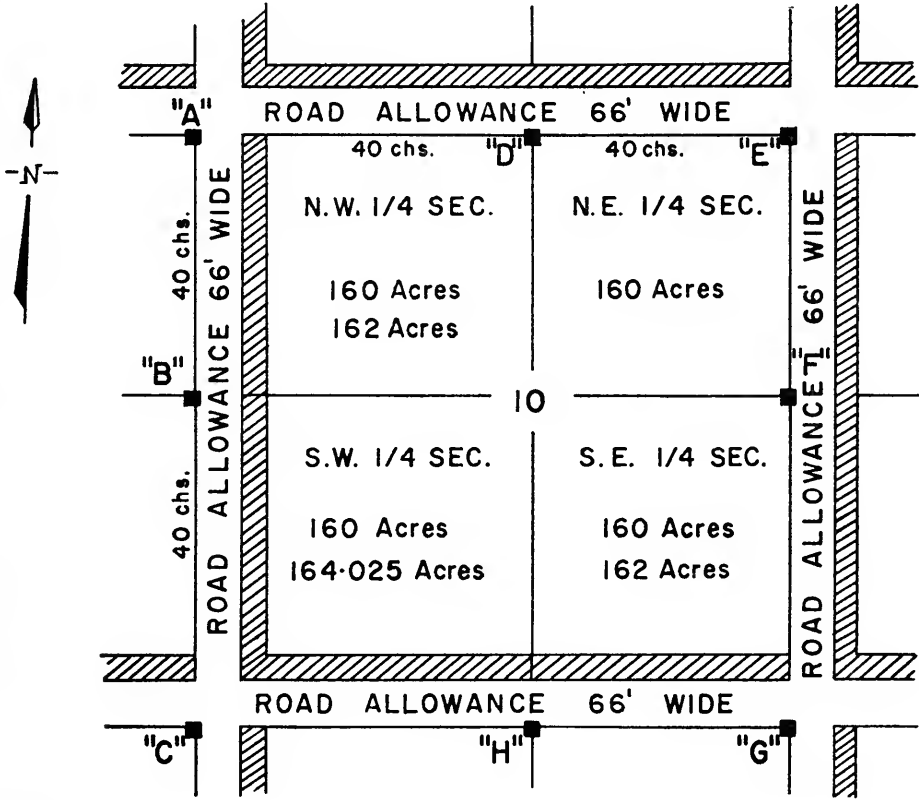 ROAD ALLOWANCE 66' WIDE
"A"
40 chs.
"D"
40 chs.
"E"
-N-
40 chs.
ROAD ALLOWANCE 66' WIDE
N.W. 1/4 SEC.
160 Acres
162 Acres
N.E. 1/4 SEC.
160 Acres
ROAD ALLOWANCE 66' WIDE
"B"
10
"F"
40 chs.
S.W. 1/4 SEC.
160 Acres
164·025 Acres
S.E. 1/4 SEC.
160 Acres
162 Acres
ROAD ALLOWANCE 66' WIDE
"C"
"H"
"G"